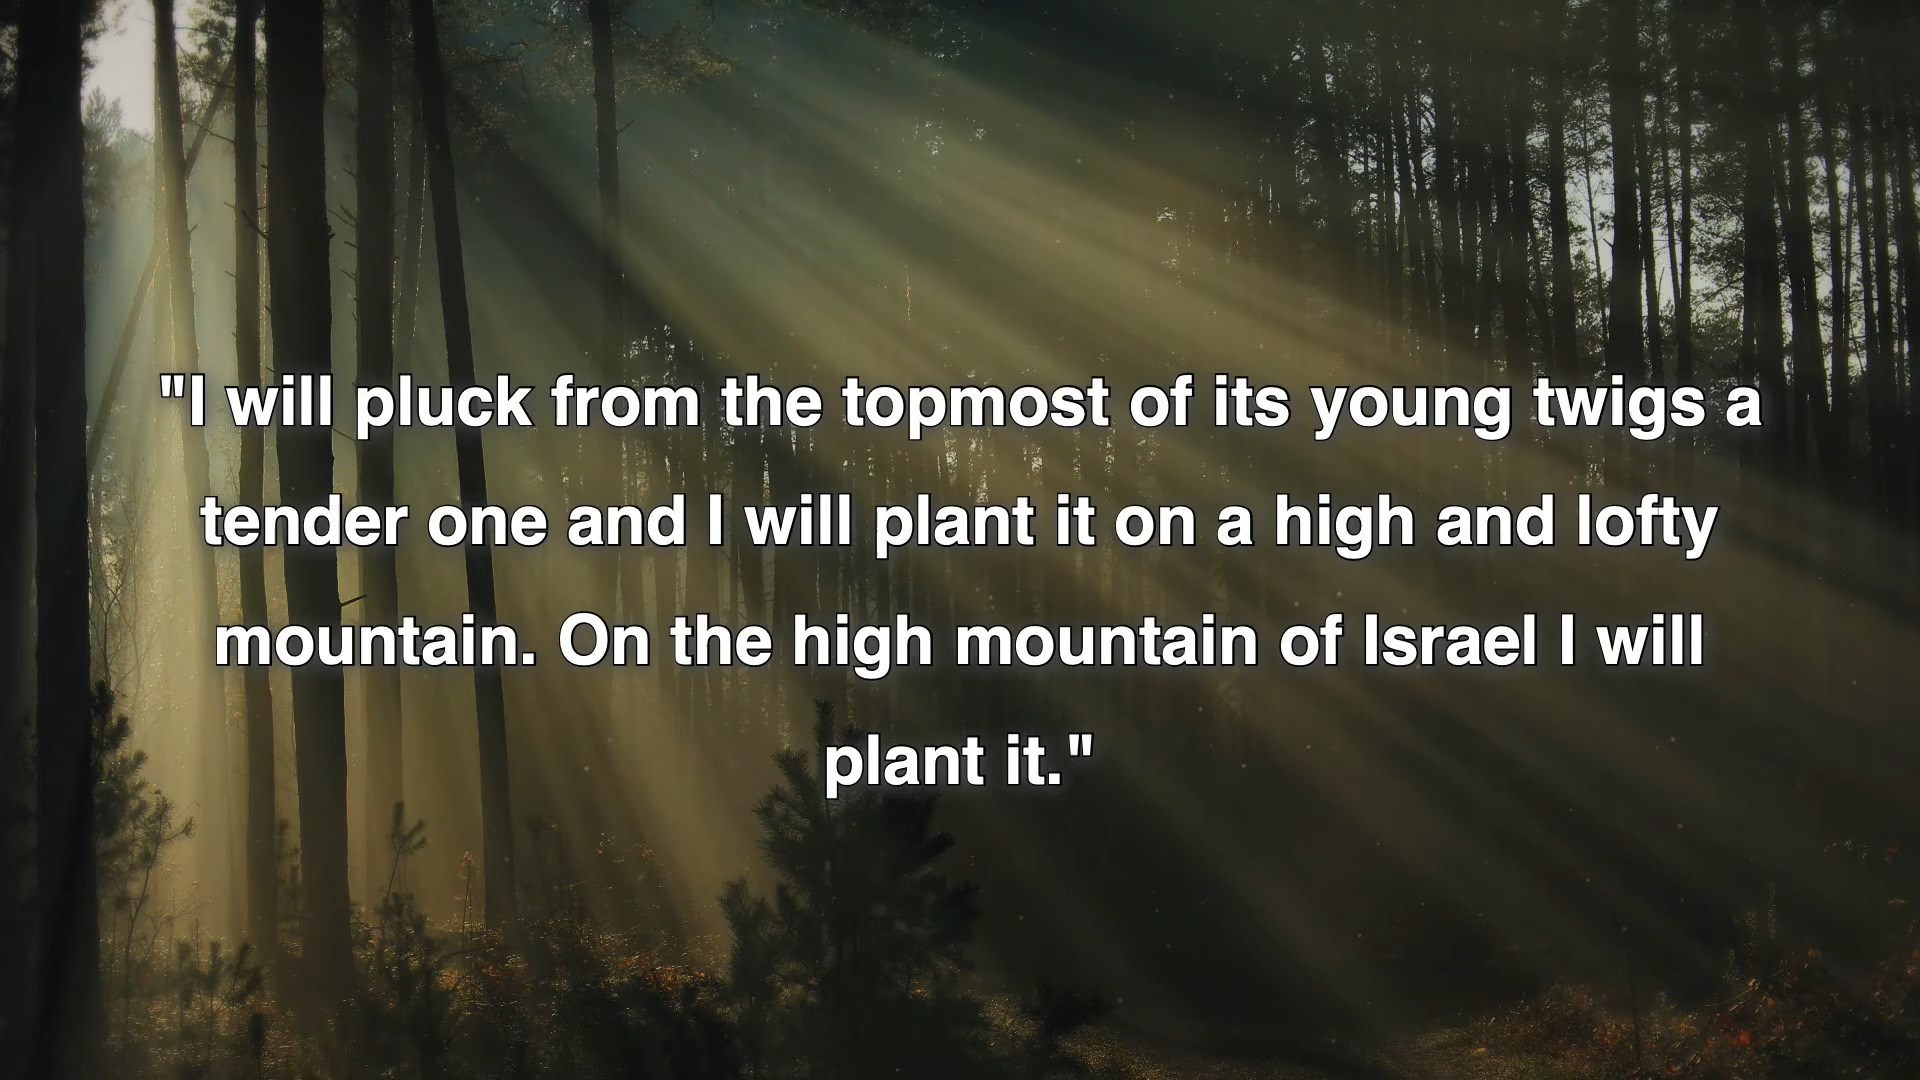 "I will pluck from the topmost of its young twigs a
tender one and I will plant it on a high and lofty
mountain. On the high mountain of Israel I will
plant it."